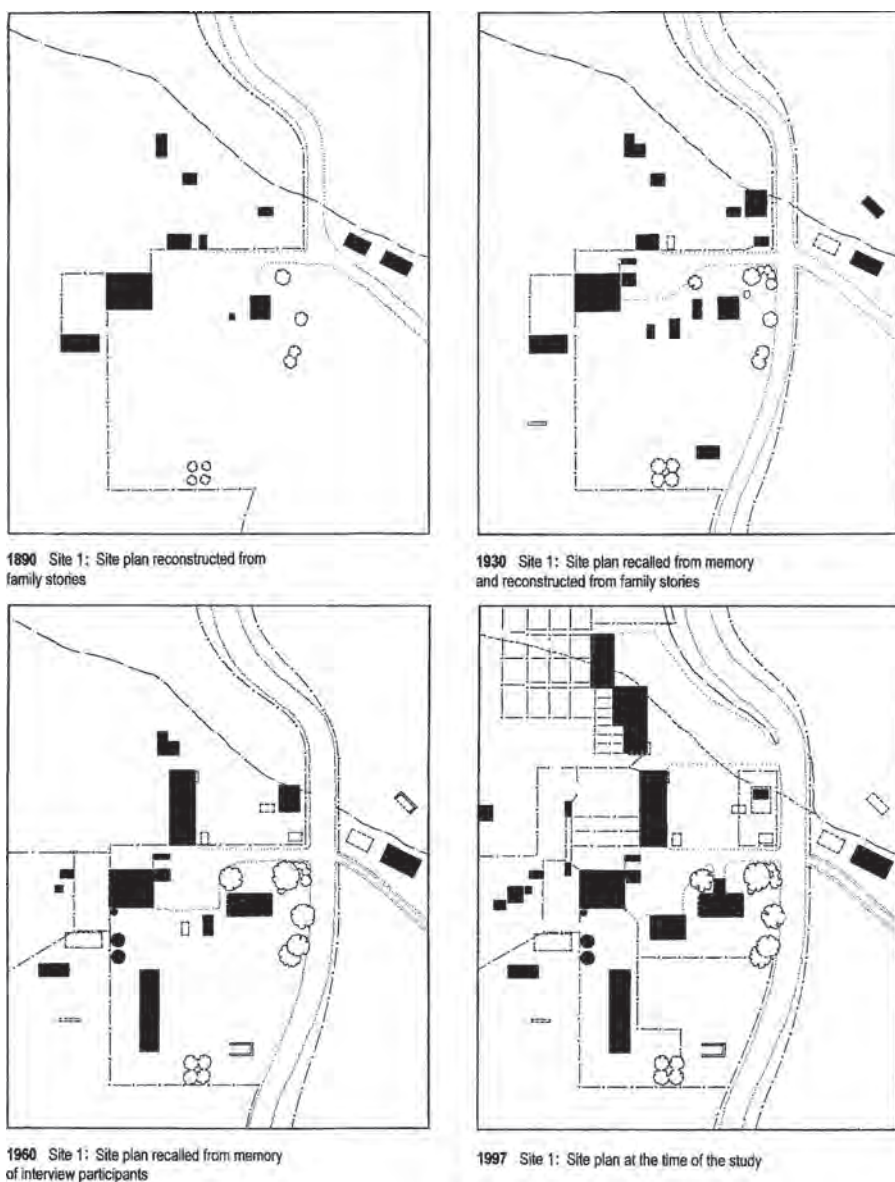 1890 Site 1: Site plan reconstructed from
family stories
1930 Site 1: Site plan recalled from memory
and reconstructed from family stories
1960 Site 1: Site plan recalled from memory
of interview participants
1997 Site 1: Site plan at the time of the study